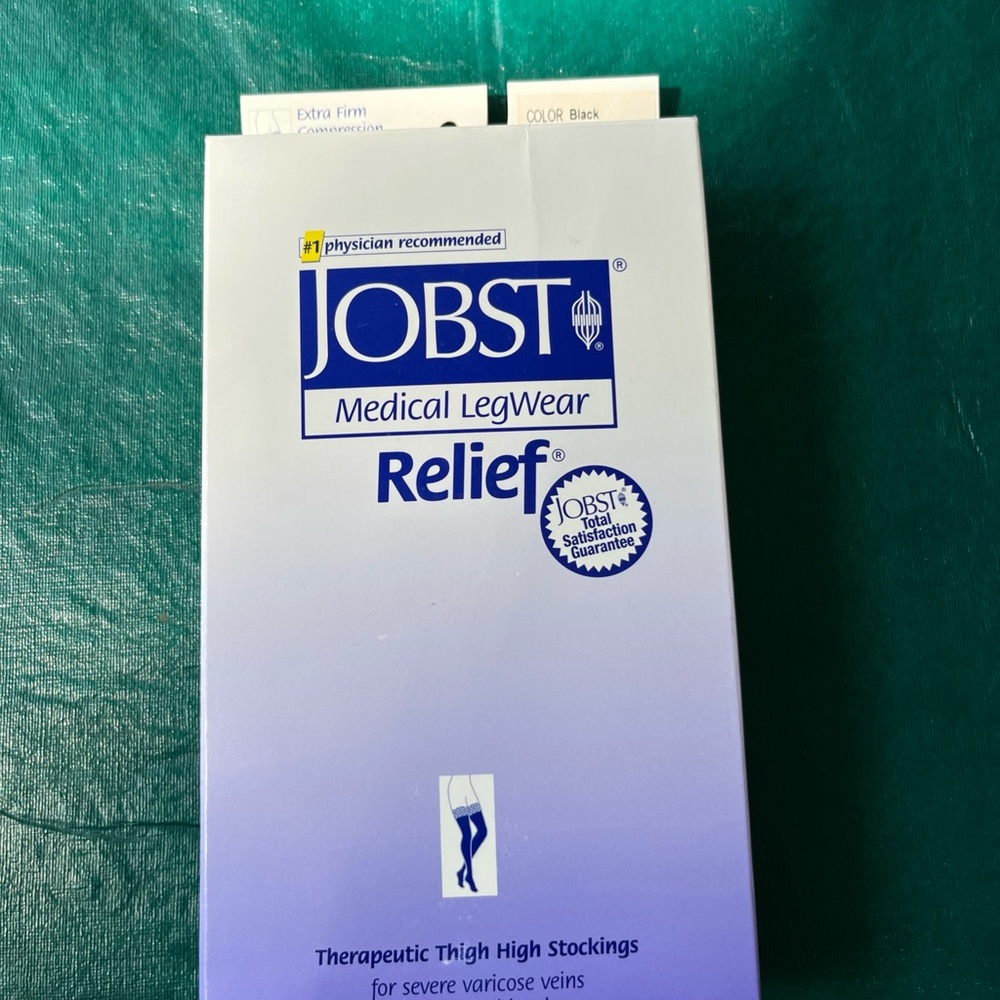 Extra Firm
Compression
COLOR Black
#1 physician recommended
JOBST®
®
Medical LegWear
Relief®
JOBST®
Total
Satisfaction
Guarantee
Therapeutic Thigh High Stockings
for severe varicose veins